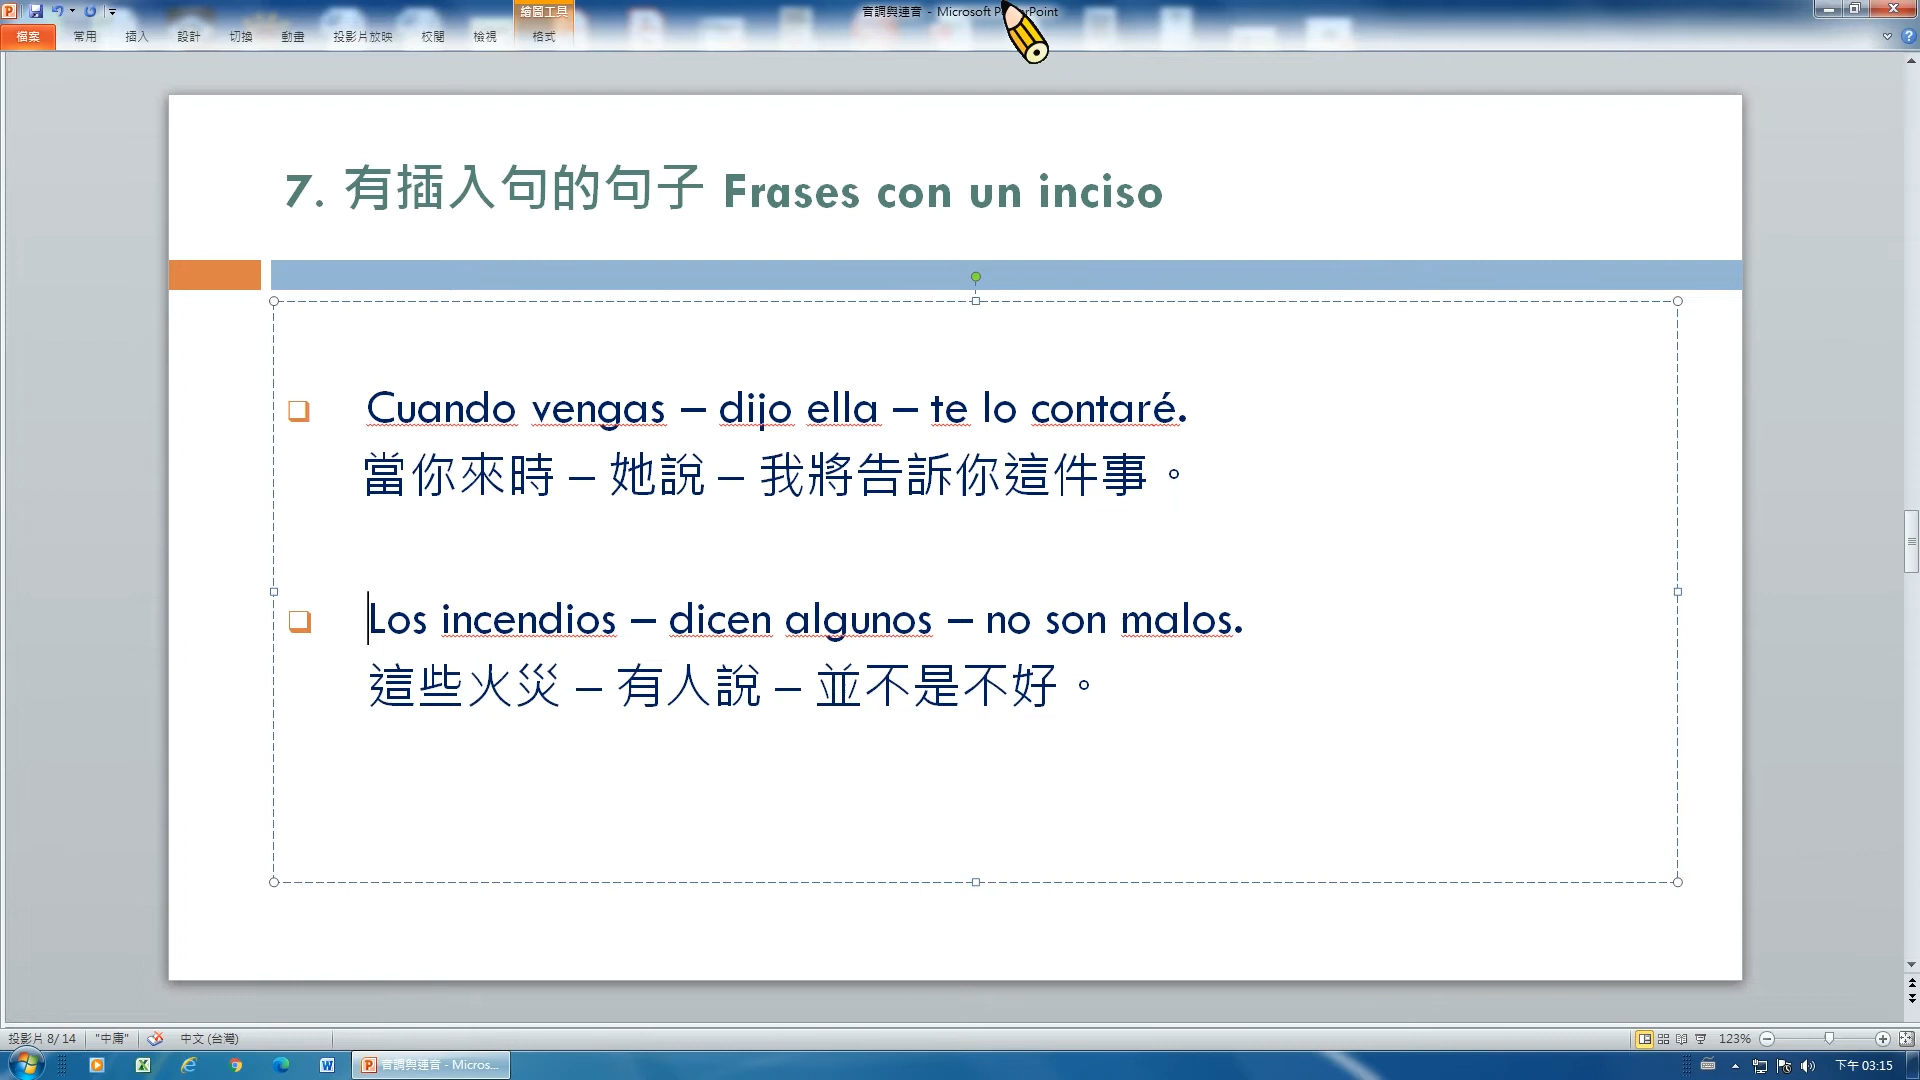 繪圖工具
音調與連音 - Microsoft PowerPoint
檔案 常用 插入 設計 切換 動畫 投影片放映 校閱 檢視 格式
7. 有插入句的句子 Frases con un inciso
Cuando vengas – dijo ella – te lo contaré.
當你來時 – 她說 – 我將告訴你這件事。
Los incendios – dicen algunos – no son malos.
這些火災 – 有人說 – 並不是不好。
投影片 8/14 "中庸" 中文 (台灣) 123%
音調與連音 - Micros... 下午 03:15